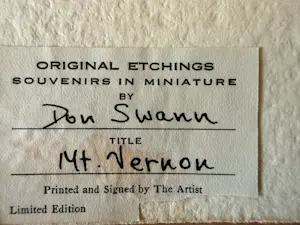 ORIGINAL ETCHINGS
SOUVENIRS IN MINIATURE
BY
Don Swann
TITLE
Mt. Vernon
Printed and Signed by The Artist
Limited Edition